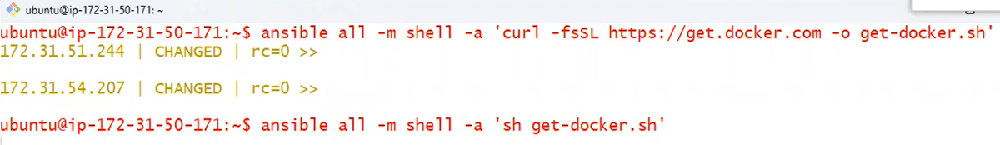 ubuntu@ip-172-31-50-171: ~
ubuntu@ip-172-31-50-171:~$ ansible all -m shell -a 'curl -fsSL https://get.docker.com -o get-docker.sh'
172.31.51.244 | CHANGED | rc=0 >>
172.31.54.207 | CHANGED | rc=0 >>
ubuntu@ip-172-31-50-171:~$ ansible all -m shell -a 'sh get-docker.sh'